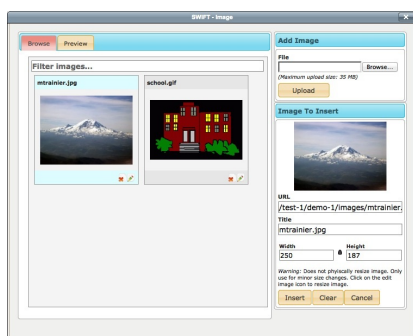 SWIFT - Image
Browse Preview
Filter images...
mtrainier.jpg
school.gif
Add Image
File
Browse...
(Maximum upload size: 35 MB)
Upload
Image To Insert
URL
/test-1/demo-1/images/mtrainier.
Title
mtrainier.jpg
Width Height
250 187
Warning: Does not phyiscally resize image. Only
use for minor size changes. Click on the edit
image icon to resize image.
Insert Clear Cancel